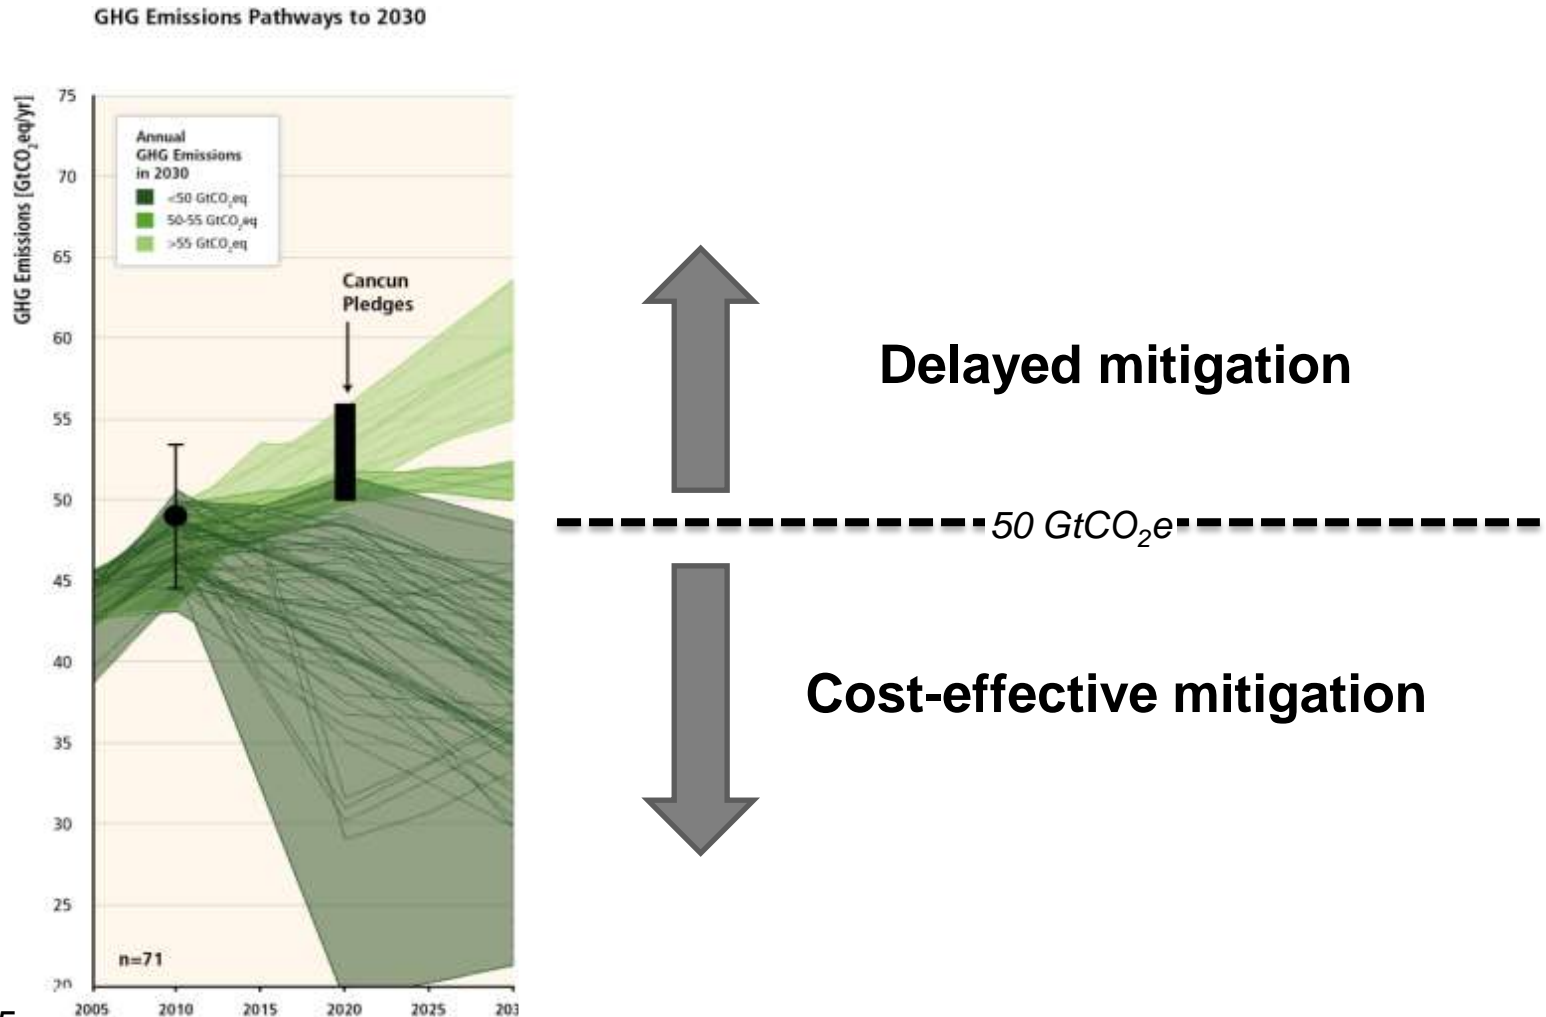 GHG Emissions Pathways to 2030
GHG Emissions [GtCO₂eq/yr]
75
70
65
60
55
50
45
40
35
30
25
20
Annual
GHG Emissions
in 2030
<50 GtCO₂eq
50-55 GtCO₂eq
>55 GtCO₂eq
Cancun
Pledges
n=71
2005 2010 2015 2020 2025 203
Delayed mitigation
50 GtCO₂e
Cost-effective mitigation